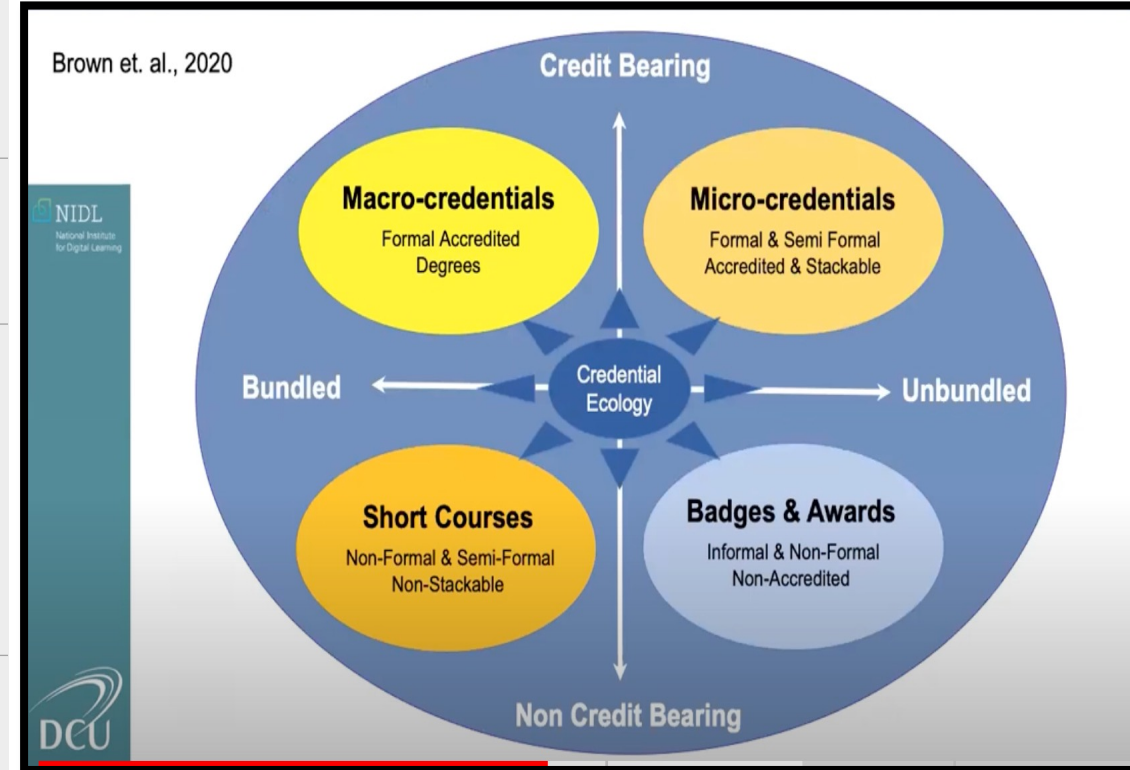 Brown et. al., 2020
Credit Bearing
Macro-credentials
Formal Accredited
Degrees
Micro-credentials
Formal & Semi Formal
Accredited & Stackable
NIDL
National Institute
for Digital Learning
Bundled
Credential
Ecology
Unbundled
Short Courses
Non-Formal & Semi-Formal
Non-Stackable
Badges & Awards
Informal & Non-Formal
Non-Accredited
Non Credit Bearing
DCU